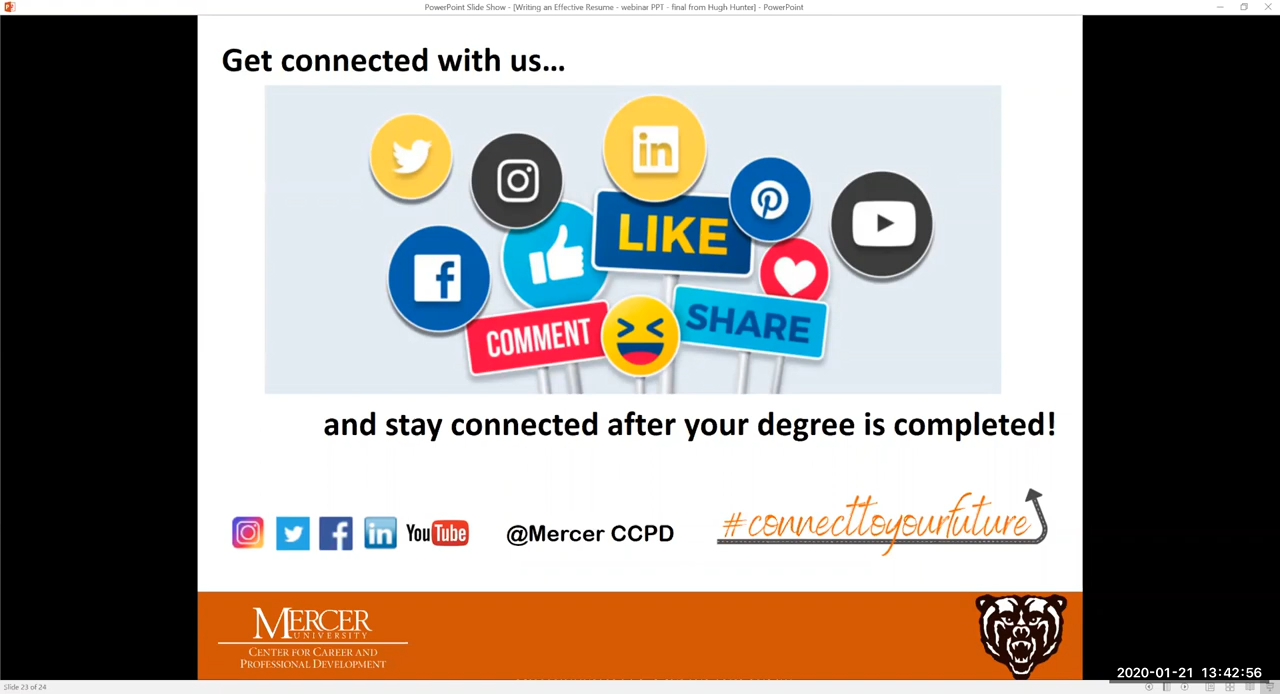 PowerPoint Slide Show - [Writing an Effective Resume - webinar PPT - final from Hugh Hunter] - PowerPoint
Get connected with us...
in
LIKE
f
COMMENT
SHARE
and stay connected after your degree is completed!
f in YouTube @Mercer CCPD #connecttoyourfuture
MERCER
UNIVERSITY
CENTER FOR CAREER AND
PROFESSIONAL DEVELOPMENT
2020-01-21 13:42:56
Slide 23 of 24